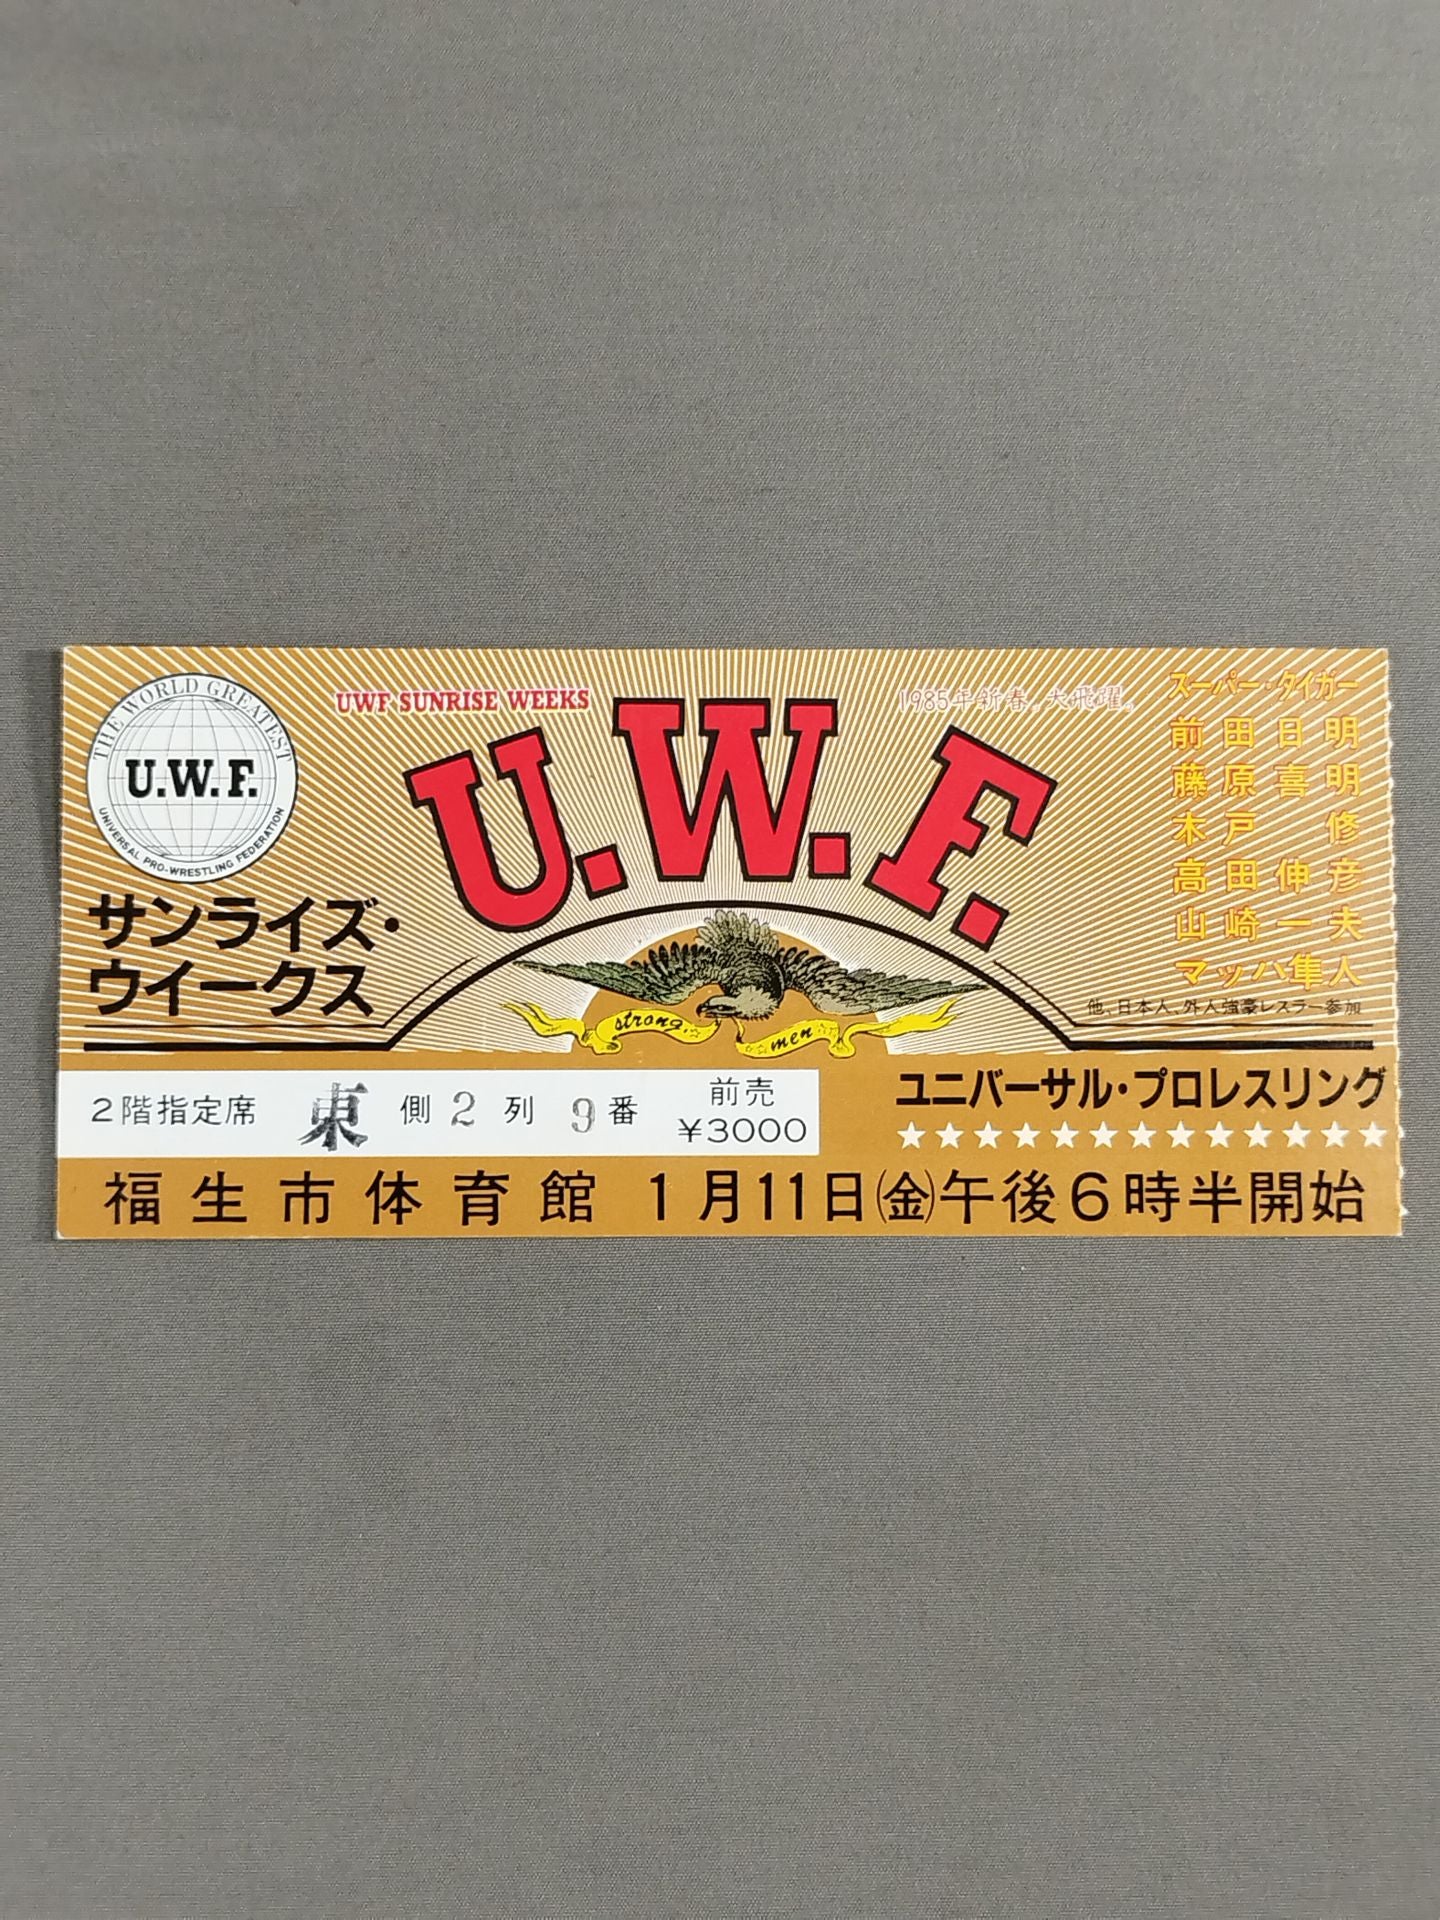 THE WORLD GREATEST
U.W.F.
UNIVERSAL PRO-WRESTLING FEDERATION
UWF SUNRISE WEEKS
U.W.F.
1985年新春。大飛躍。
サンライズ・
ウイークス
strong
men
スーパー・タイガー
前田日明
藤原喜明
木戸 修
高田伸彦
山崎一夫
マッハ隼人
他、日本人、外人強豪レスラー参加
2階指定席 東 側 2 列 9 番 前売 ¥3000
ユニバーサル・プロレスリング
★★★★★★★★★★★★★
福生市体育館 1月11日(金)午後6時半開始